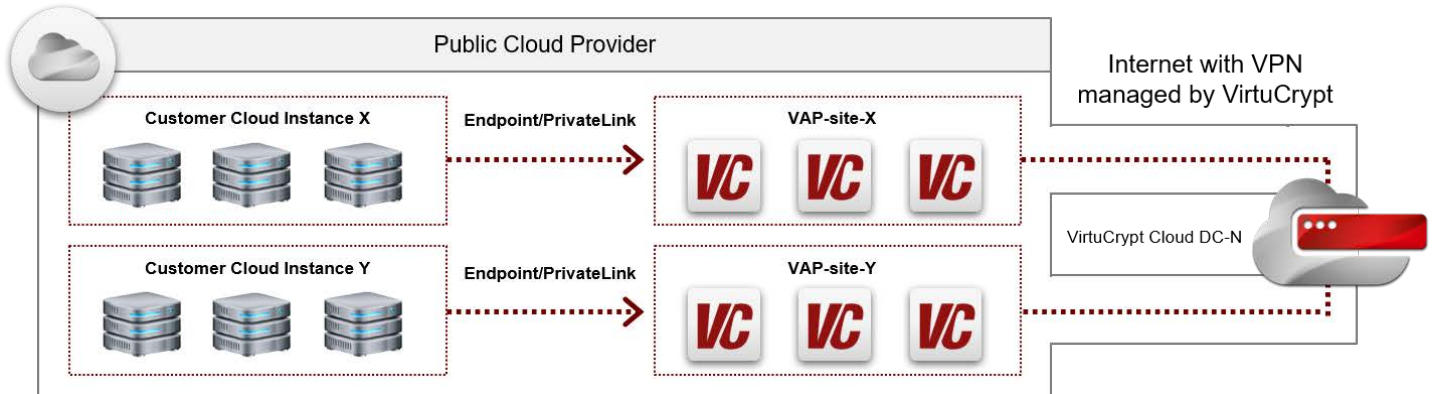 Public Cloud Provider
Internet with VPN
managed by VirtuCrypt
Customer Cloud Instance X
Endpoint/PrivateLink
VAP-site-X
VC VC VC
VirtuCrypt Cloud DC-N
Customer Cloud Instance Y
Endpoint/PrivateLink
VAP-site-Y
VC VC VC